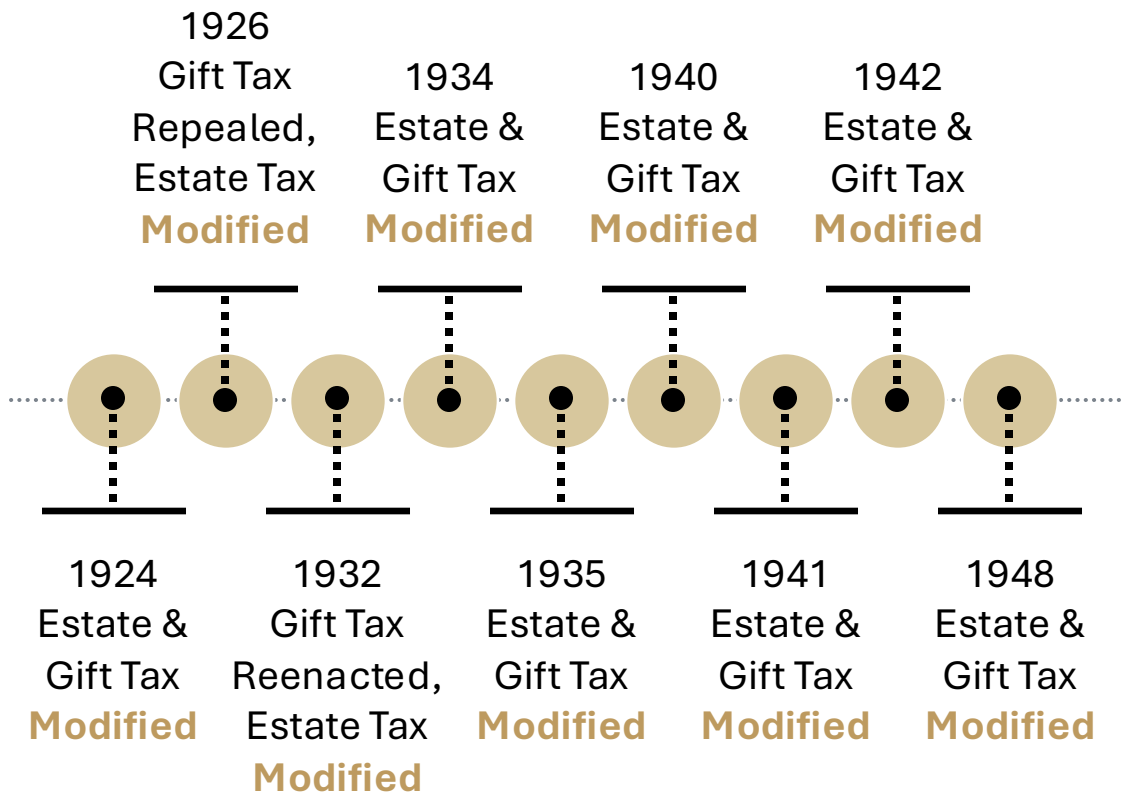 1926
Gift Tax
Repealed,
Estate Tax
Modified
1934
Estate &
Gift Tax
Modified
1940
Estate &
Gift Tax
Modified
1942
Estate &
Gift Tax
Modified
1924
Estate &
Gift Tax
Modified
1932
Gift Tax
Reenacted,
Estate Tax
Modified
1935
Estate &
Gift Tax
Modified
1941
Estate &
Gift Tax
Modified
1948
Estate &
Gift Tax
Modified